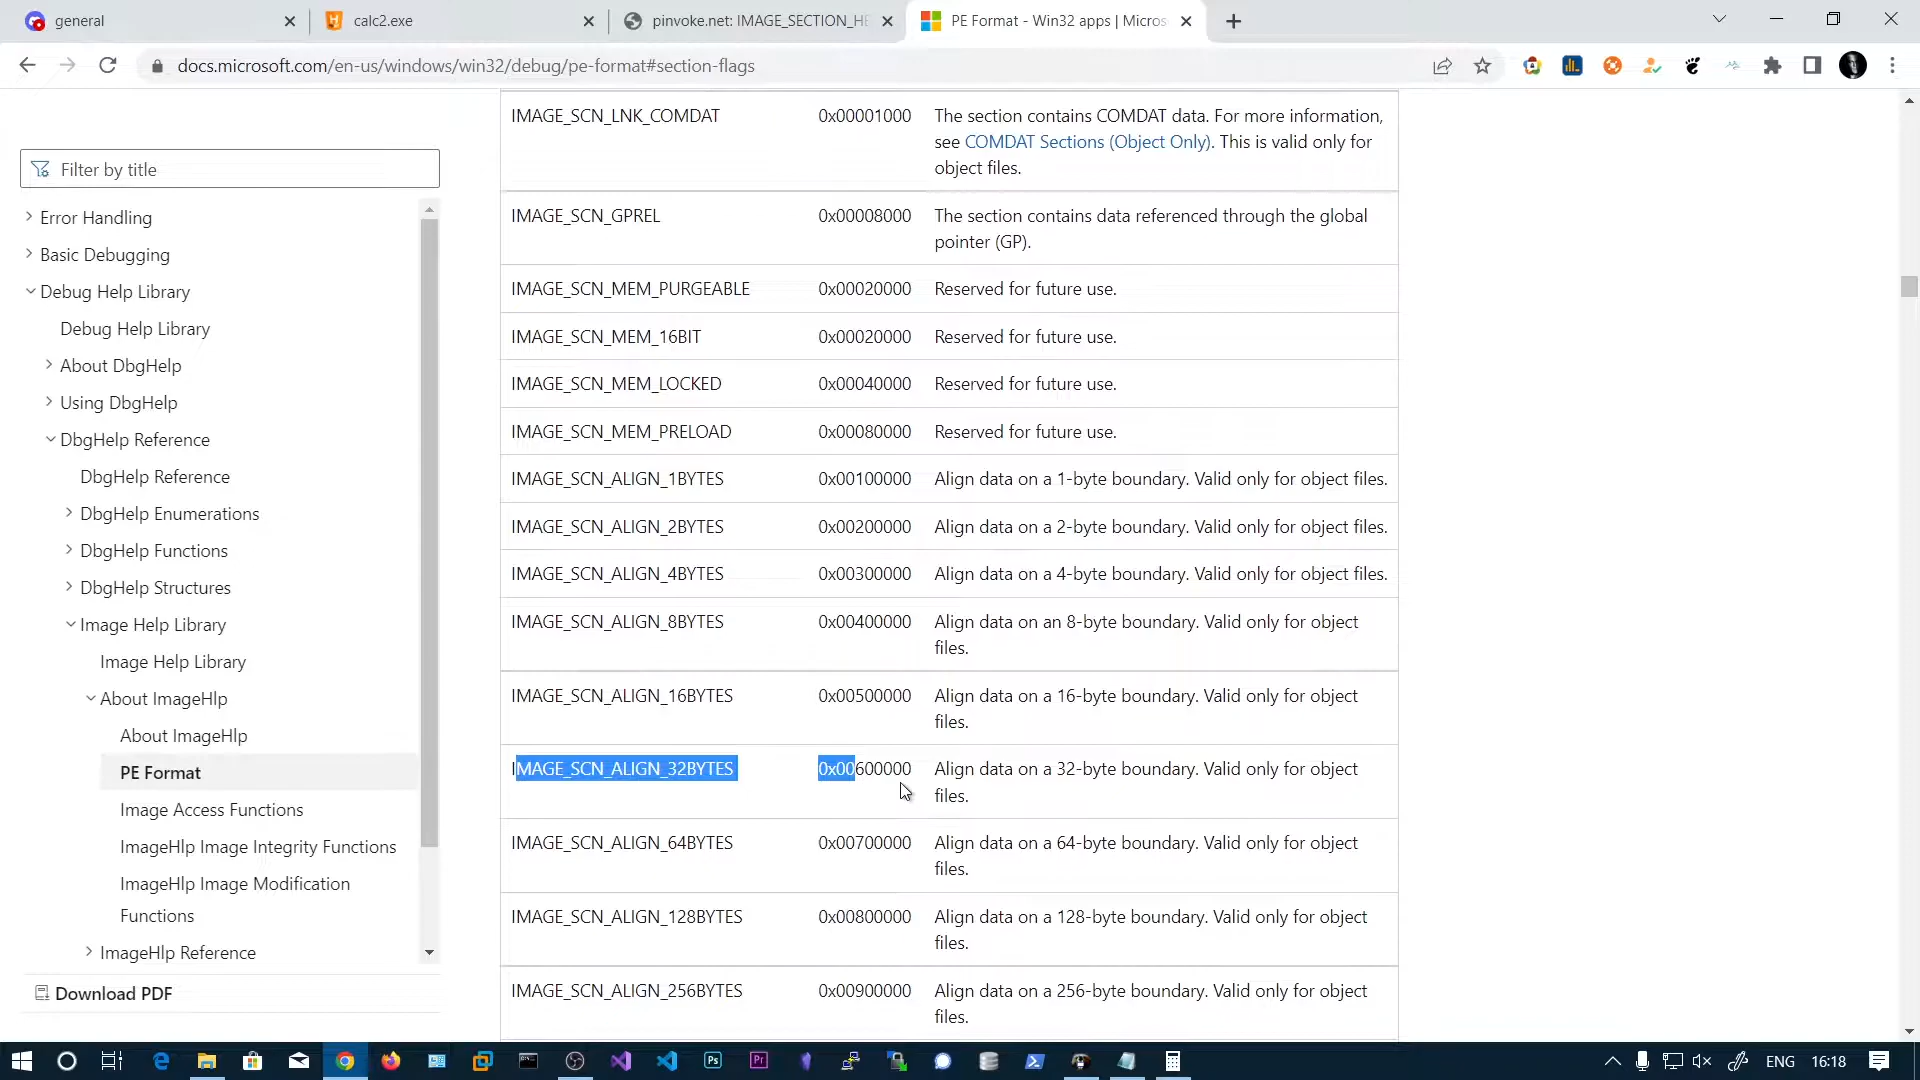 general
calc2.exe
pinvoke.net: IMAGE_SECTION_HE
PE Format - Win32 apps | Micros
docs.microsoft.com/en-us/windows/win32/debug/pe-format#section-flags
Filter by title
Error Handling
Basic Debugging
Debug Help Library
Debug Help Library
About DbgHelp
Using DbgHelp
DbgHelp Reference
DbgHelp Reference
DbgHelp Enumerations
DbgHelp Functions
DbgHelp Structures
Image Help Library
Image Help Library
About ImageHlp
About ImageHlp
PE Format
Image Access Functions
ImageHlp Image Integrity Functions
ImageHlp Image Modification
Functions
ImageHlp Reference
Download PDF
IMAGE_SCN_LNK_COMDAT 0x00001000 The section contains COMDAT data. For more information,
see COMDAT Sections (Object Only). This is valid only for
object files.
IMAGE_SCN_GPREL 0x00008000 The section contains data referenced through the global
pointer (GP).
IMAGE_SCN_MEM_PURGEABLE 0x00020000 Reserved for future use.
IMAGE_SCN_MEM_16BIT 0x00020000 Reserved for future use.
IMAGE_SCN_MEM_LOCKED 0x00040000 Reserved for future use.
IMAGE_SCN_MEM_PRELOAD 0x00080000 Reserved for future use.
IMAGE_SCN_ALIGN_1BYTES 0x00100000 Align data on a 1-byte boundary. Valid only for object files.
IMAGE_SCN_ALIGN_2BYTES 0x00200000 Align data on a 2-byte boundary. Valid only for object files.
IMAGE_SCN_ALIGN_4BYTES 0x00300000 Align data on a 4-byte boundary. Valid only for object files.
IMAGE_SCN_ALIGN_8BYTES 0x00400000 Align data on an 8-byte boundary. Valid only for object
files.
IMAGE_SCN_ALIGN_16BYTES 0x00500000 Align data on a 16-byte boundary. Valid only for object
files.
IMAGE_SCN_ALIGN_32BYTES 0x00600000 Align data on a 32-byte boundary. Valid only for object
files.
IMAGE_SCN_ALIGN_64BYTES 0x00700000 Align data on a 64-byte boundary. Valid only for object
files.
IMAGE_SCN_ALIGN_128BYTES 0x00800000 Align data on a 128-byte boundary. Valid only for object
files.
IMAGE_SCN_ALIGN_256BYTES 0x00900000 Align data on a 256-byte boundary. Valid only for object
files.
Ps
Pr
ENG
16:18